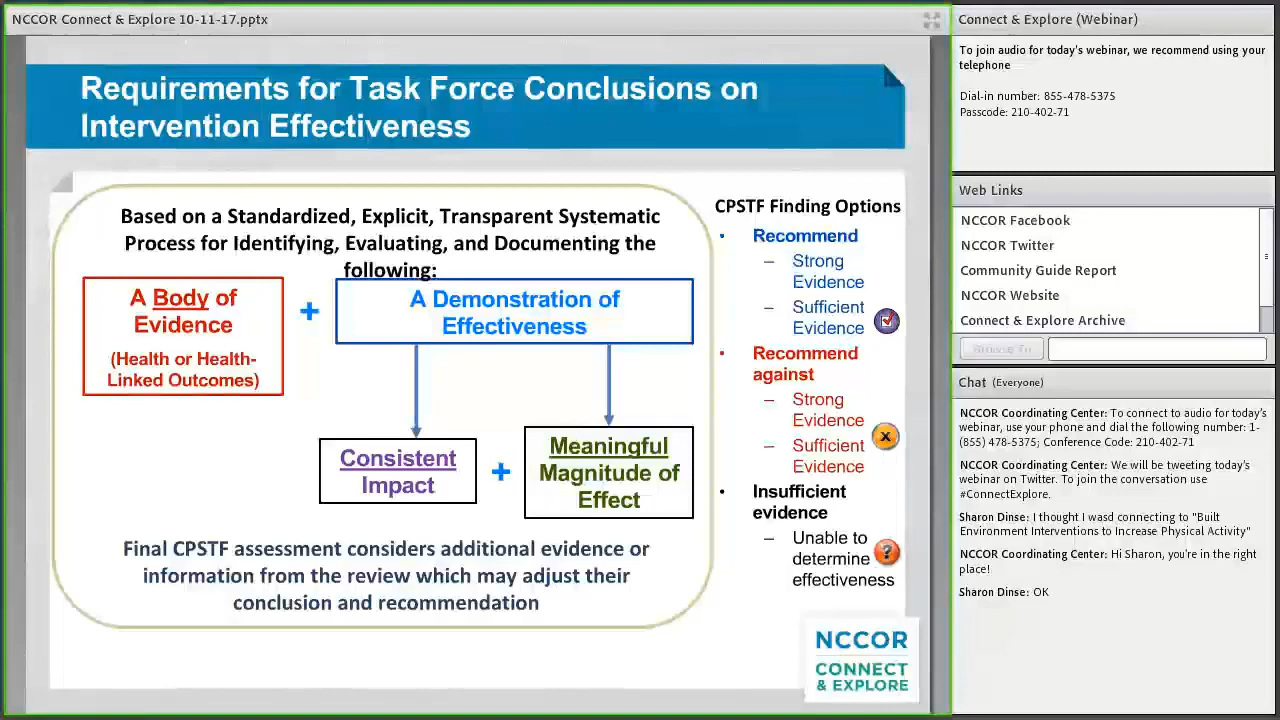 NCCOR Connect & Explore 10-11-17.pptx
Requirements for Task Force Conclusions on
Intervention Effectiveness
Based on a Standardized, Explicit, Transparent Systematic
Process for Identifying, Evaluating, and Documenting the
following:
A Body of
Evidence
(Health or Health-
Linked Outcomes)
+
A Demonstration of
Effectiveness
Consistent
Impact
+
Meaningful
Magnitude of
Effect
Final CPSTF assessment considers additional evidence or
information from the review which may adjust their
conclusion and recommendation
CPSTF Finding Options
• Recommend
– Strong
Evidence
– Sufficient
Evidence
• Recommend
against
– Strong
Evidence
– Sufficient
Evidence
x
• Insufficient
evidence
– Unable to
determine
effectiveness
?
NCCOR
CONNECT
& EXPLORE
Connect & Explore (Webinar)
To join audio for today's webinar, we recommend using your
telephone
Dial-in number: 855-478-5375
Passcode: 210-402-71
Web Links
NCCOR Facebook
NCCOR Twitter
Community Guide Report
NCCOR Website
Connect & Explore Archive
Browse To
Chat (Everyone)
NCCOR Coordinating Center: To connect to audio for today's
webinar, use your phone and dial the following number: 1-
(855) 478-5375; Conference Code: 210-402-71
NCCOR Coordinating Center: We will be tweeting today's
webinar on Twitter. To join the conversation use
#ConnectExplore.
Sharon Dinse: I thought I wasd connecting to "Built
Environment Interventions to Increase Physical Activity"
NCCOR Coordinating Center: Hi Sharon, you're in the right
place!
Sharon Dinse: OK